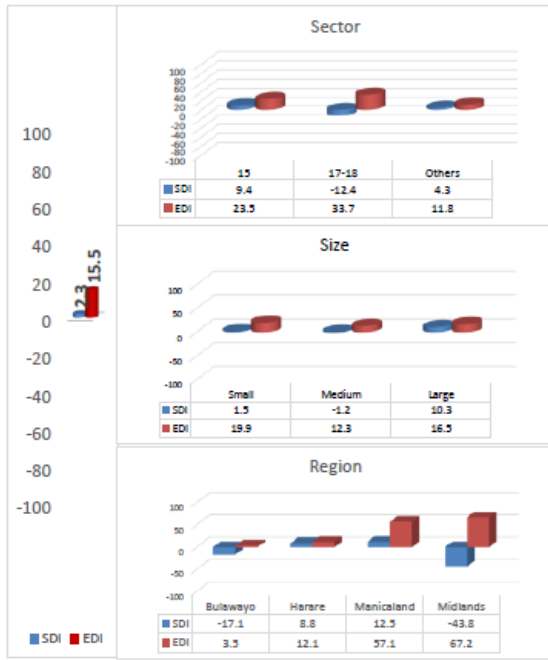 100
80
60
40
20
0
-20
-40
-60
-80
-100
2.3
15.5
SDI EDI
Sector
100
80
60
40
20
0
-20
-40
-60
-80
-100
15 17-18 Others
SDI 9.4 -12.4 4.3
EDI 23.5 33.7 11.8
Size
100
50
0
-50
-100
Small Medium Large
SDI 1.5 -1.2 10.3
EDI 19.9 12.3 16.5
Region
100
50
0
-50
-100
Bulawayo Harare Manicaland Midlands
SDI -17.1 8.8 12.5 -43.8
EDI 3.5 12.1 57.1 67.2